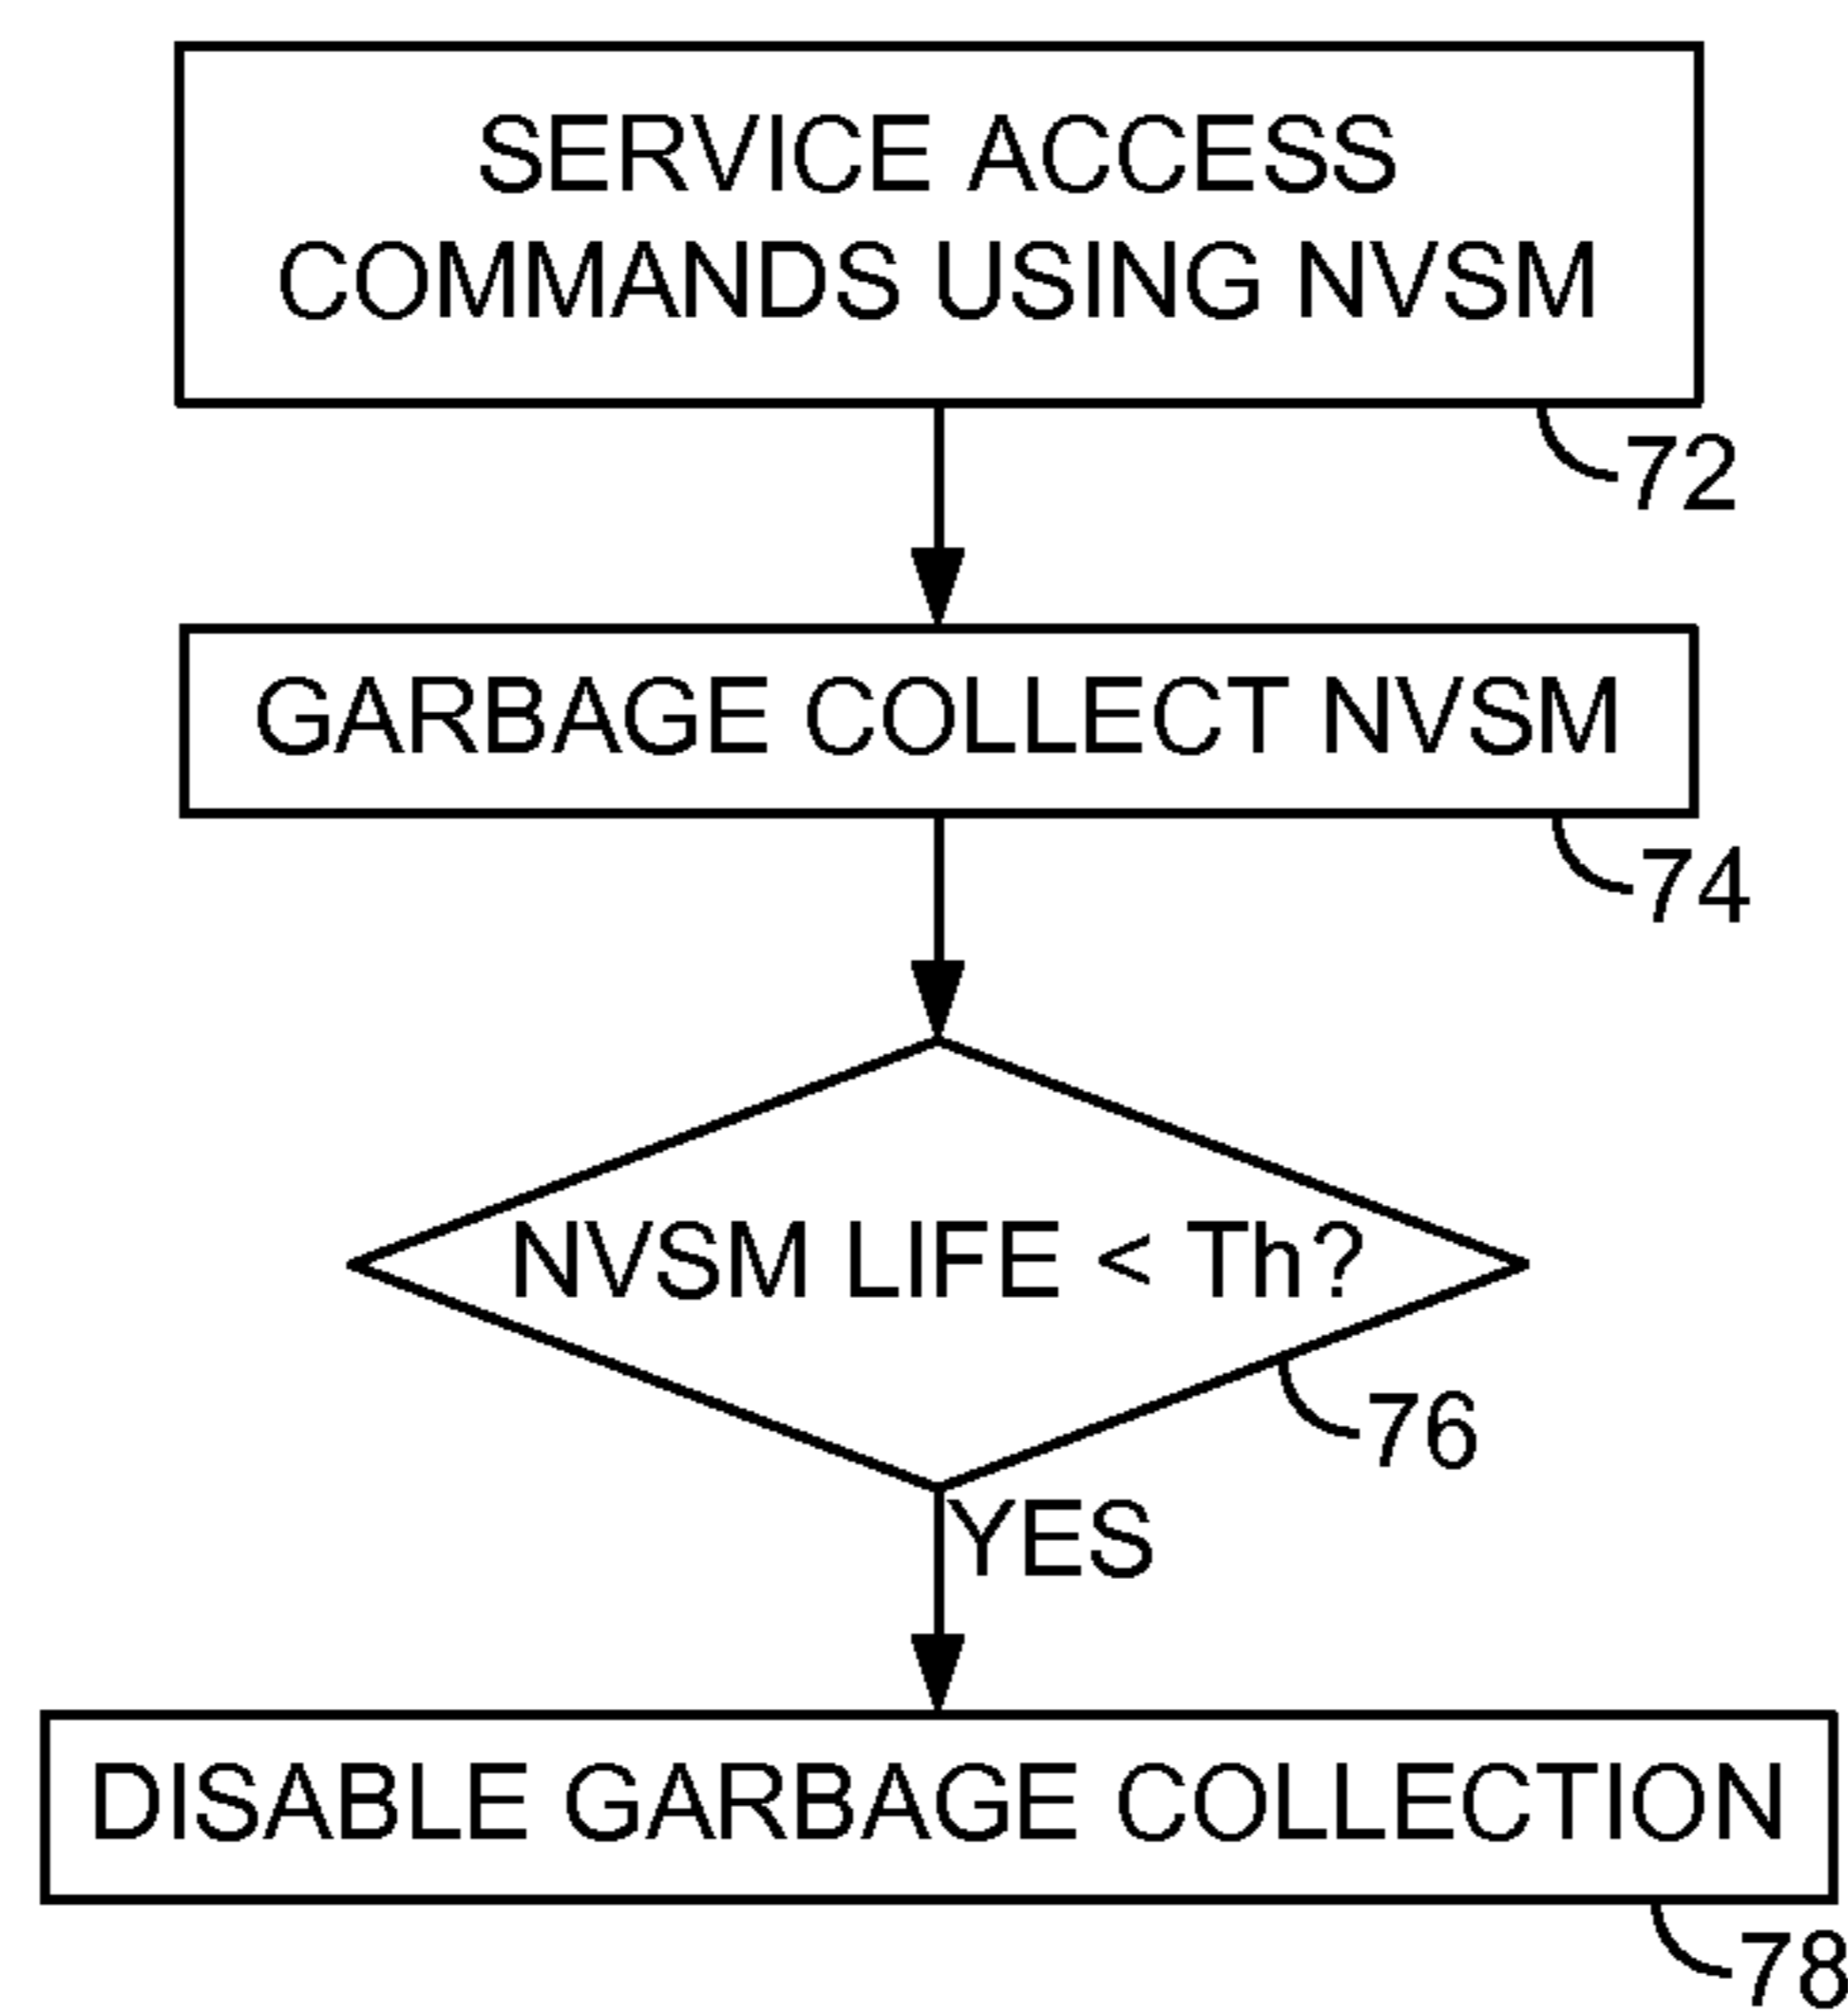 SERVICE ACCESS
COMMANDS USING NVSM
72
GARBAGE COLLECT NVSM
74
NVSM LIFE < Th?
76
YES
DISABLE GARBAGE COLLECTION
78